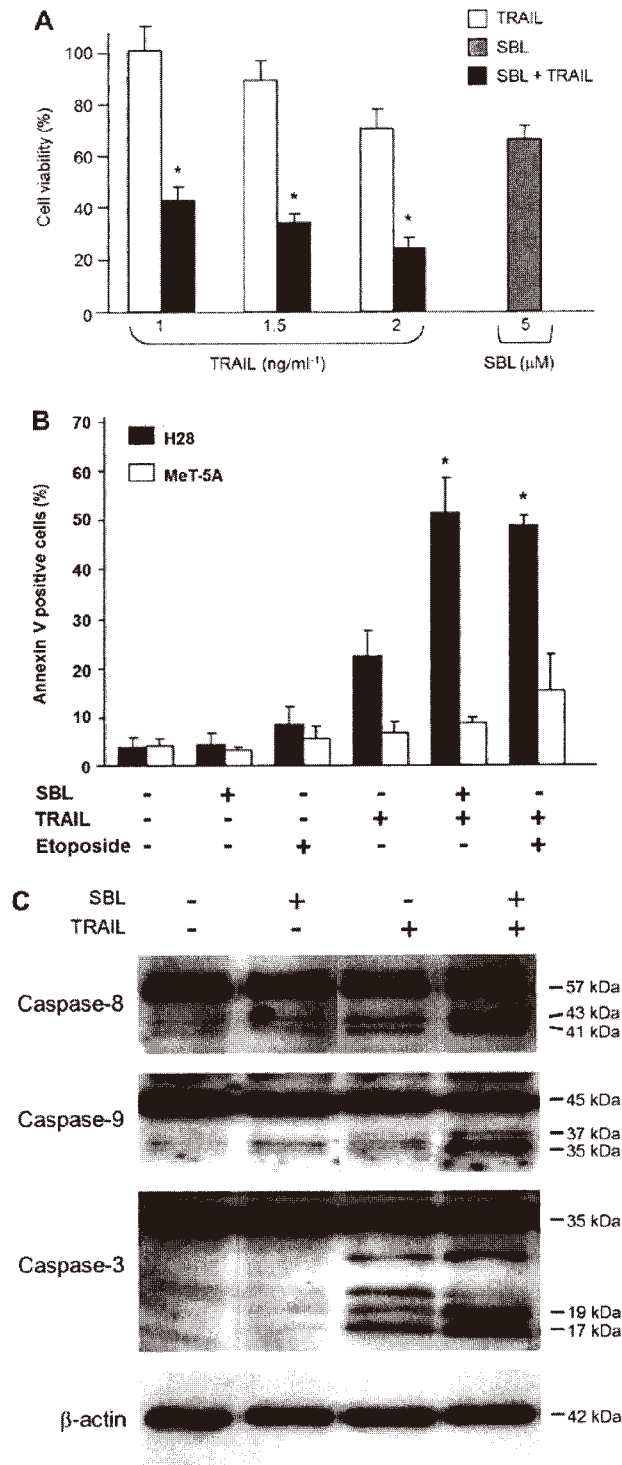 A
TRAIL
SBL
SBL + TRAIL
Cell viability (%)
100
80
60
40
20
0
*
*
*
1
1.5
2
5
TRAIL (ng/ml-1)
SBL (μM)
B
H28
MeT-5A
Annexin V positive cells (%)
70
60
50
40
30
20
10
0
*
*
SBL - + - - + -
TRAIL - - - + + +
Etoposide - - + - - +
C
SBL - + - +
TRAIL - - + +
Caspase-8
57 kDa
43 kDa
41 kDa
Caspase-9
45 kDa
37 kDa
35 kDa
Caspase-3
35 kDa
19 kDa
17 kDa
β-actin
42 kDa